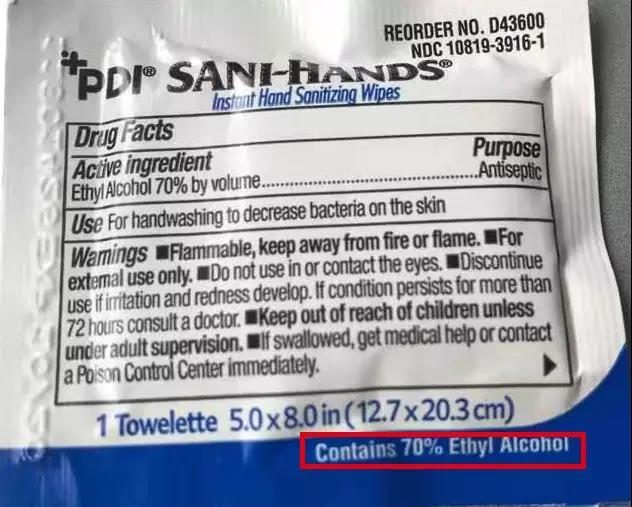 REORDER NO. D43600
NDC 10819-3916-1
PDI® SANI-HANDS®
Instant Hand Sanitizing Wipes
Drug Facts
Active ingredient Purpose
Ethyl Alcohol 70% by volume..................................................Antiseptic
Use For handwashing to decrease bacteria on the skin
Warnings ■Flammable, keep away from fire or flame. ■For
external use only. ■Do not use in or contact the eyes. ■Discontinue
use if irritation and redness develop. If condition persists for more than
72 hours consult a doctor. ■Keep out of reach of children unless
under adult supervision. ■If swallowed, get medical help or contact
a Poison Control Center immediately.
1 Towelette 5.0 x 8.0 in (12.7 x 20.3 cm)
Contains 70% Ethyl Alcohol